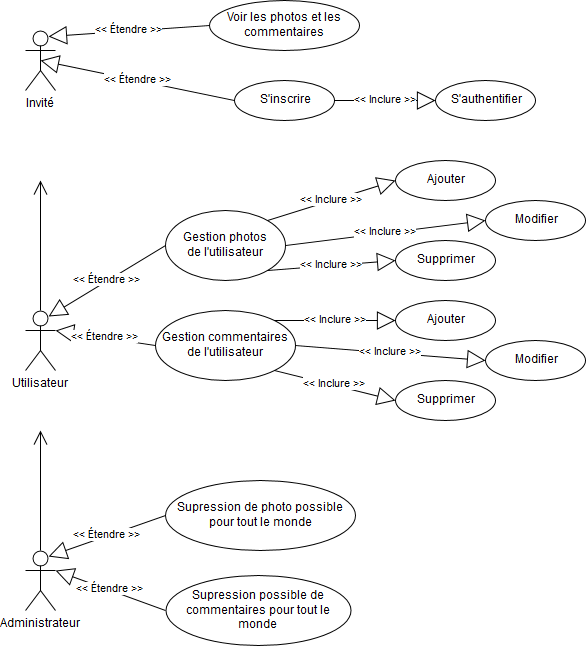 Voir les photos et les
commentaires
<< Étendre >>
<< Étendre >>
Invité
S'inscrire
<< Inclure >>
S'authentifier
Ajouter
<< Inclure >>
Modifier
<< Inclure >>
Gestion photos
de l'utilisateur
Supprimer
<< Inclure >>
<< Étendre >>
Ajouter
<< Inclure >>
<< Étendre >>
Gestion commentaires
de l'utilisateur
<< Inclure >>
Modifier
<< Inclure >>
Utilisateur
Supprimer
Supression de photo possible
pour tout le monde
<< Étendre >>
<< Étendre >>
Supression possible de
commentaires pour tout le
monde
Administrateur